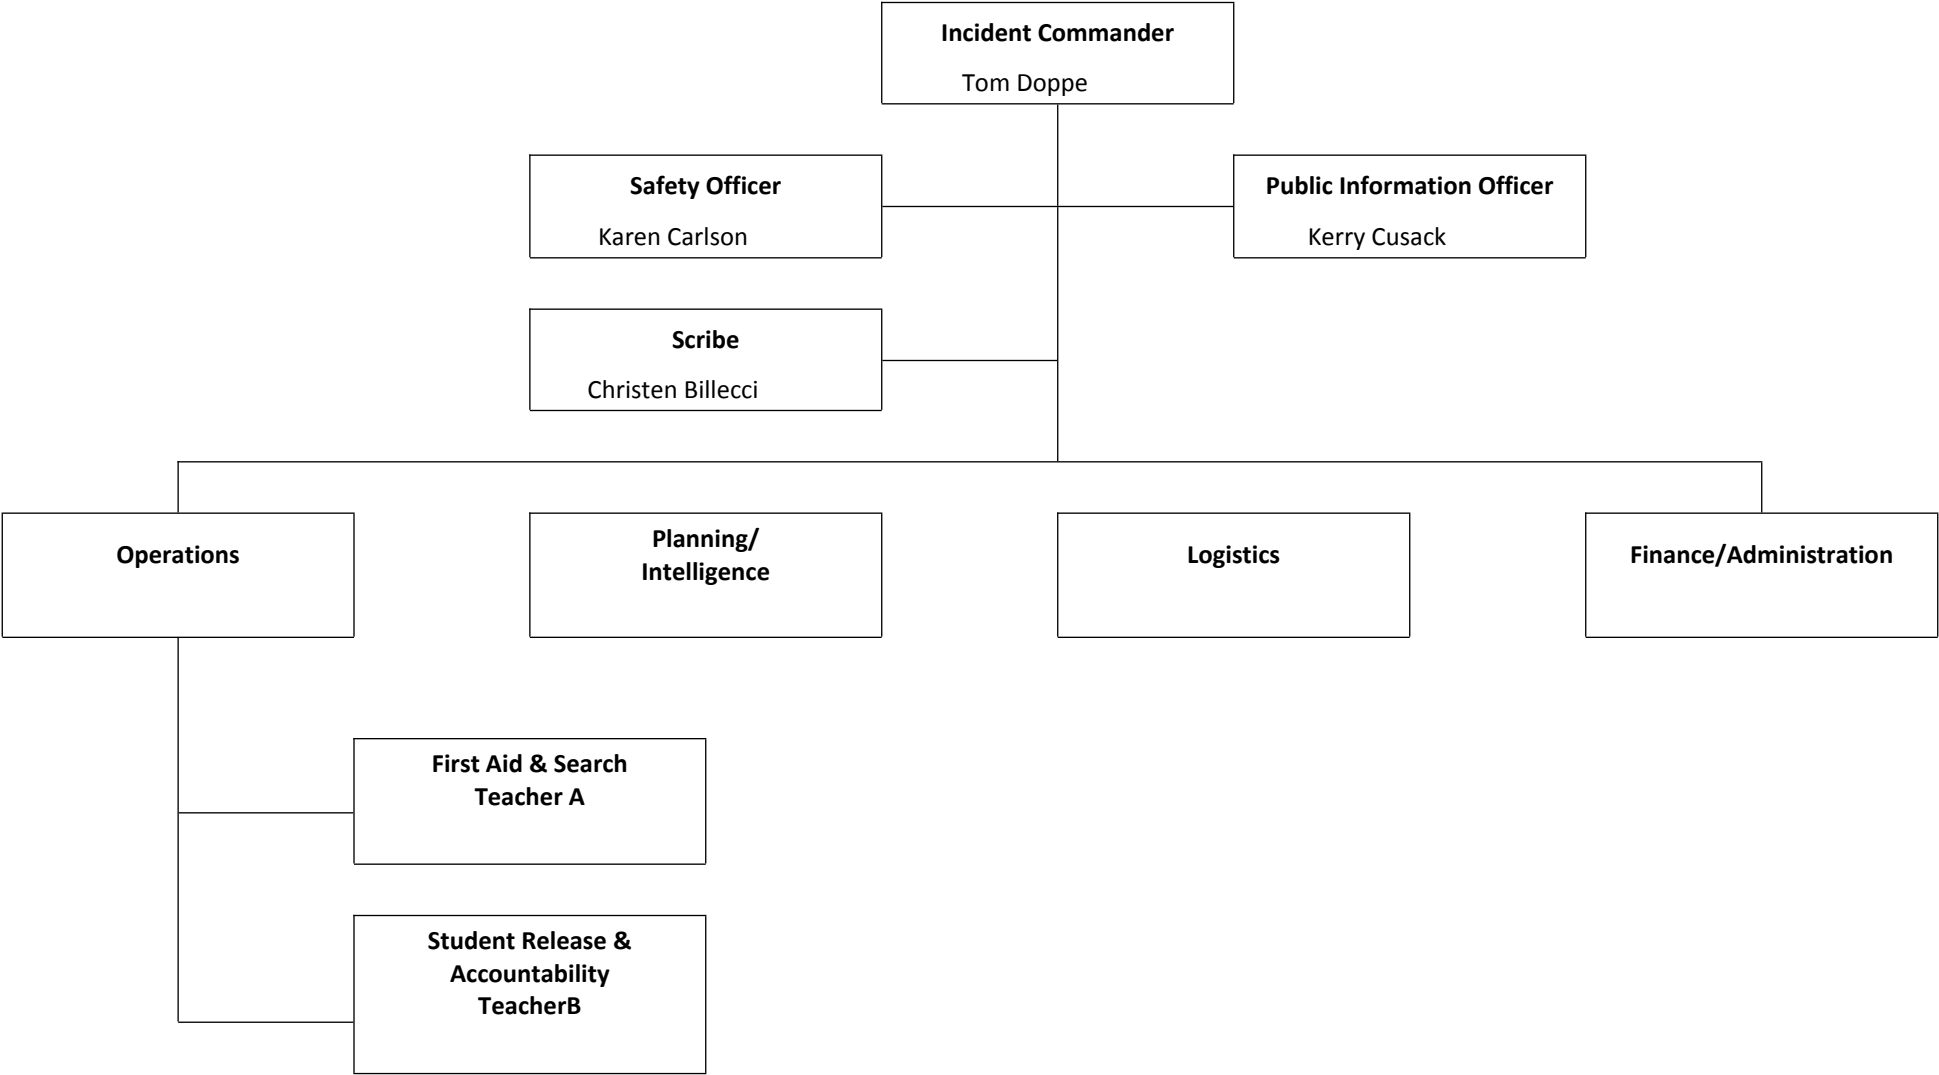 Incident Commander
Tom Doppe
Safety Officer
Karen Carlson
Public Information Officer
Kerry Cusack
Scribe
Christen Billecci
Operations
Planning/
Intelligence
Logistics
Finance/Administration
First Aid & Search
Teacher A
Student Release &
Accountability
TeacherB